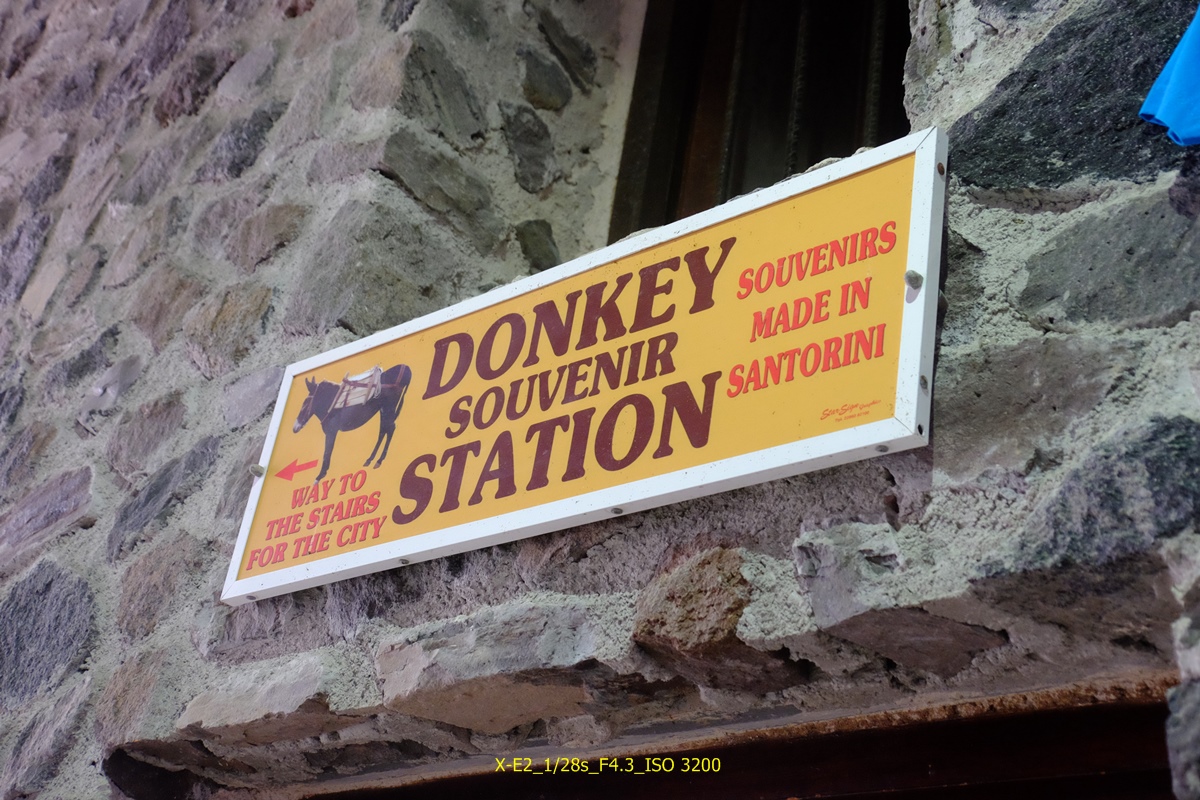 DONKEY
SOUVENIR
STATION
SOUVENIRS
MADE IN
SANTORINI
WAY TO
THE STAIRS
FOR THE CITY
X-E2_1/28s_F4.3_ISO 3200